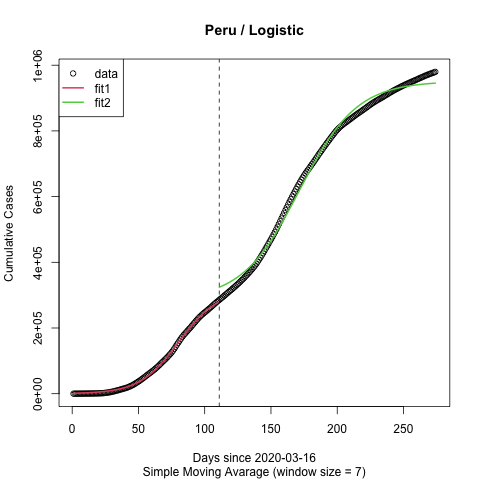 Peru / Logistic
data
fit1
fit2
Cumulative Cases
0e+00
2e+05
4e+05
6e+05
8e+05
1e+06
0
50
100
150
200
250
Days since 2020-03-16
Simple Moving Avarage (window size = 7)